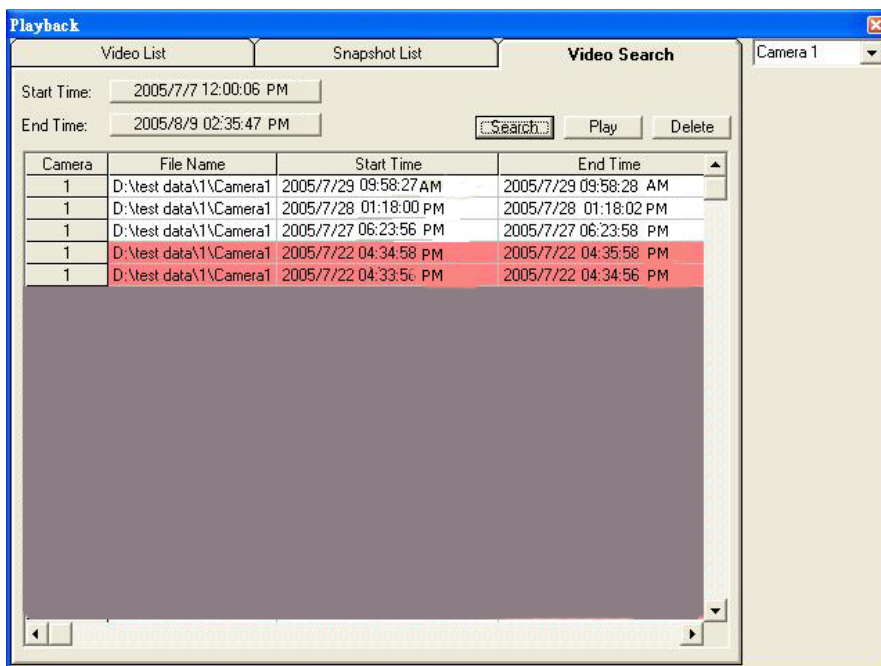 Playback
Video List Snapshot List Video Search Camera 1
Start Time: 2005/7/7 12:00:06 PM
End Time: 2005/8/9 02:35:47 PM Search Play Delete
Camera File Name Start Time End Time
1 D:\test data\1\Camera1 2005/7/29 09:58:27 AM 2005/7/29 09:58:28 AM
1 D:\test data\1\Camera1 2005/7/28 01:18:00 PM 2005/7/28 01:18:02 PM
1 D:\test data\1\Camera1 2005/7/27 06:23:56 PM 2005/7/27 06:23:58 PM
1 D:\test data\1\Camera1 2005/7/22 04:34:58 PM 2005/7/22 04:35:58 PM
1 D:\test data\1\Camera1 2005/7/22 04:33:56 PM 2005/7/22 04:34:56 PM